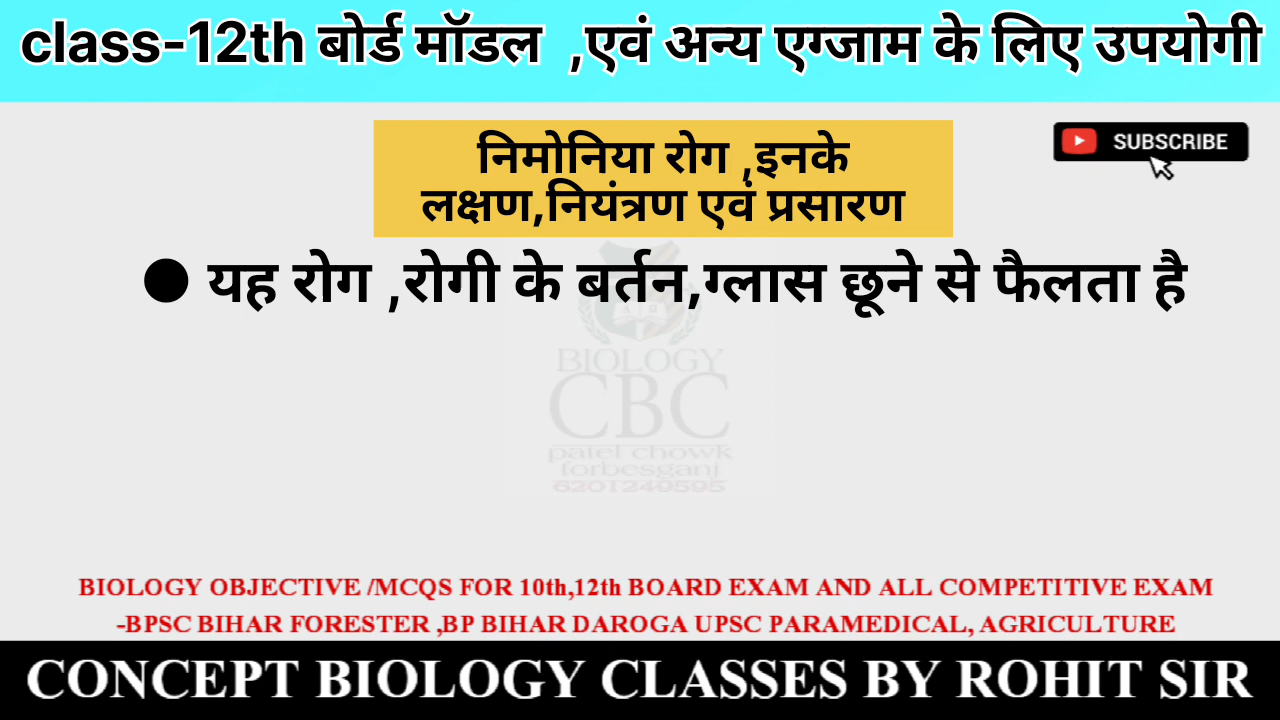 class-12th बोर्ड मॉडल ,एवं अन्य एग्जाम के लिए उपयोगी
निमोनिया रोग ,इनके
लक्षण,नियंत्रण एवं प्रसारण
SUBSCRIBE
● यह रोग ,रोगी के बर्तन,ग्लास छूने से फैलता है
BIOLOGY
CBC
patel chowk
forbesganj
6201249595
BIOLOGY OBJECTIVE /MCQS FOR 10th,12th BOARD EXAM AND ALL COMPETITIVE EXAM
-BPSC BIHAR FORESTER ,BP BIHAR DAROGA UPSC PARAMEDICAL, AGRICULTURE
CONCEPT BIOLOGY CLASSES BY ROHIT SIR